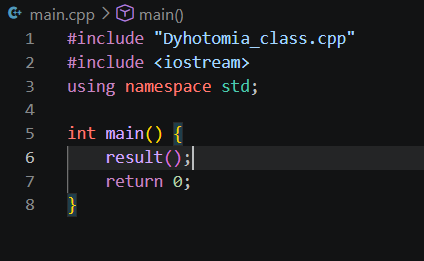 main.cpp > main()
1 #include "Dyhotomia_class.cpp"
2 #include <iostream>
3 using namespace std;
4
5 int main() {
6     result();
7     return 0;
8 }